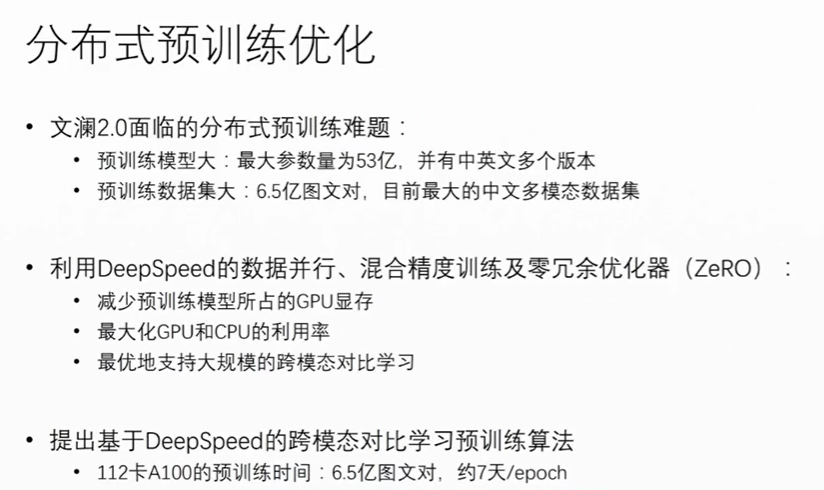 分布式预训练优化
• 文澜2.0面临的分布式预训练难题：
• 预训练模型大：最大参数量为53亿，并有中英文多个版本
• 预训练数据集大：6.5亿图文对，目前最大的中文多模态数据集
• 利用DeepSpeed的数据并行、混合精度训练及零冗余优化器（ZeRO）：
• 减少预训练模型所占的GPU显存
• 最大化GPU和CPU的利用率
• 最优地支持大规模的跨模态对比学习
• 提出基于DeepSpeed的跨模态对比学习预训练算法
• 112卡A100的预训练时间：6.5亿图文对，约7天/epoch